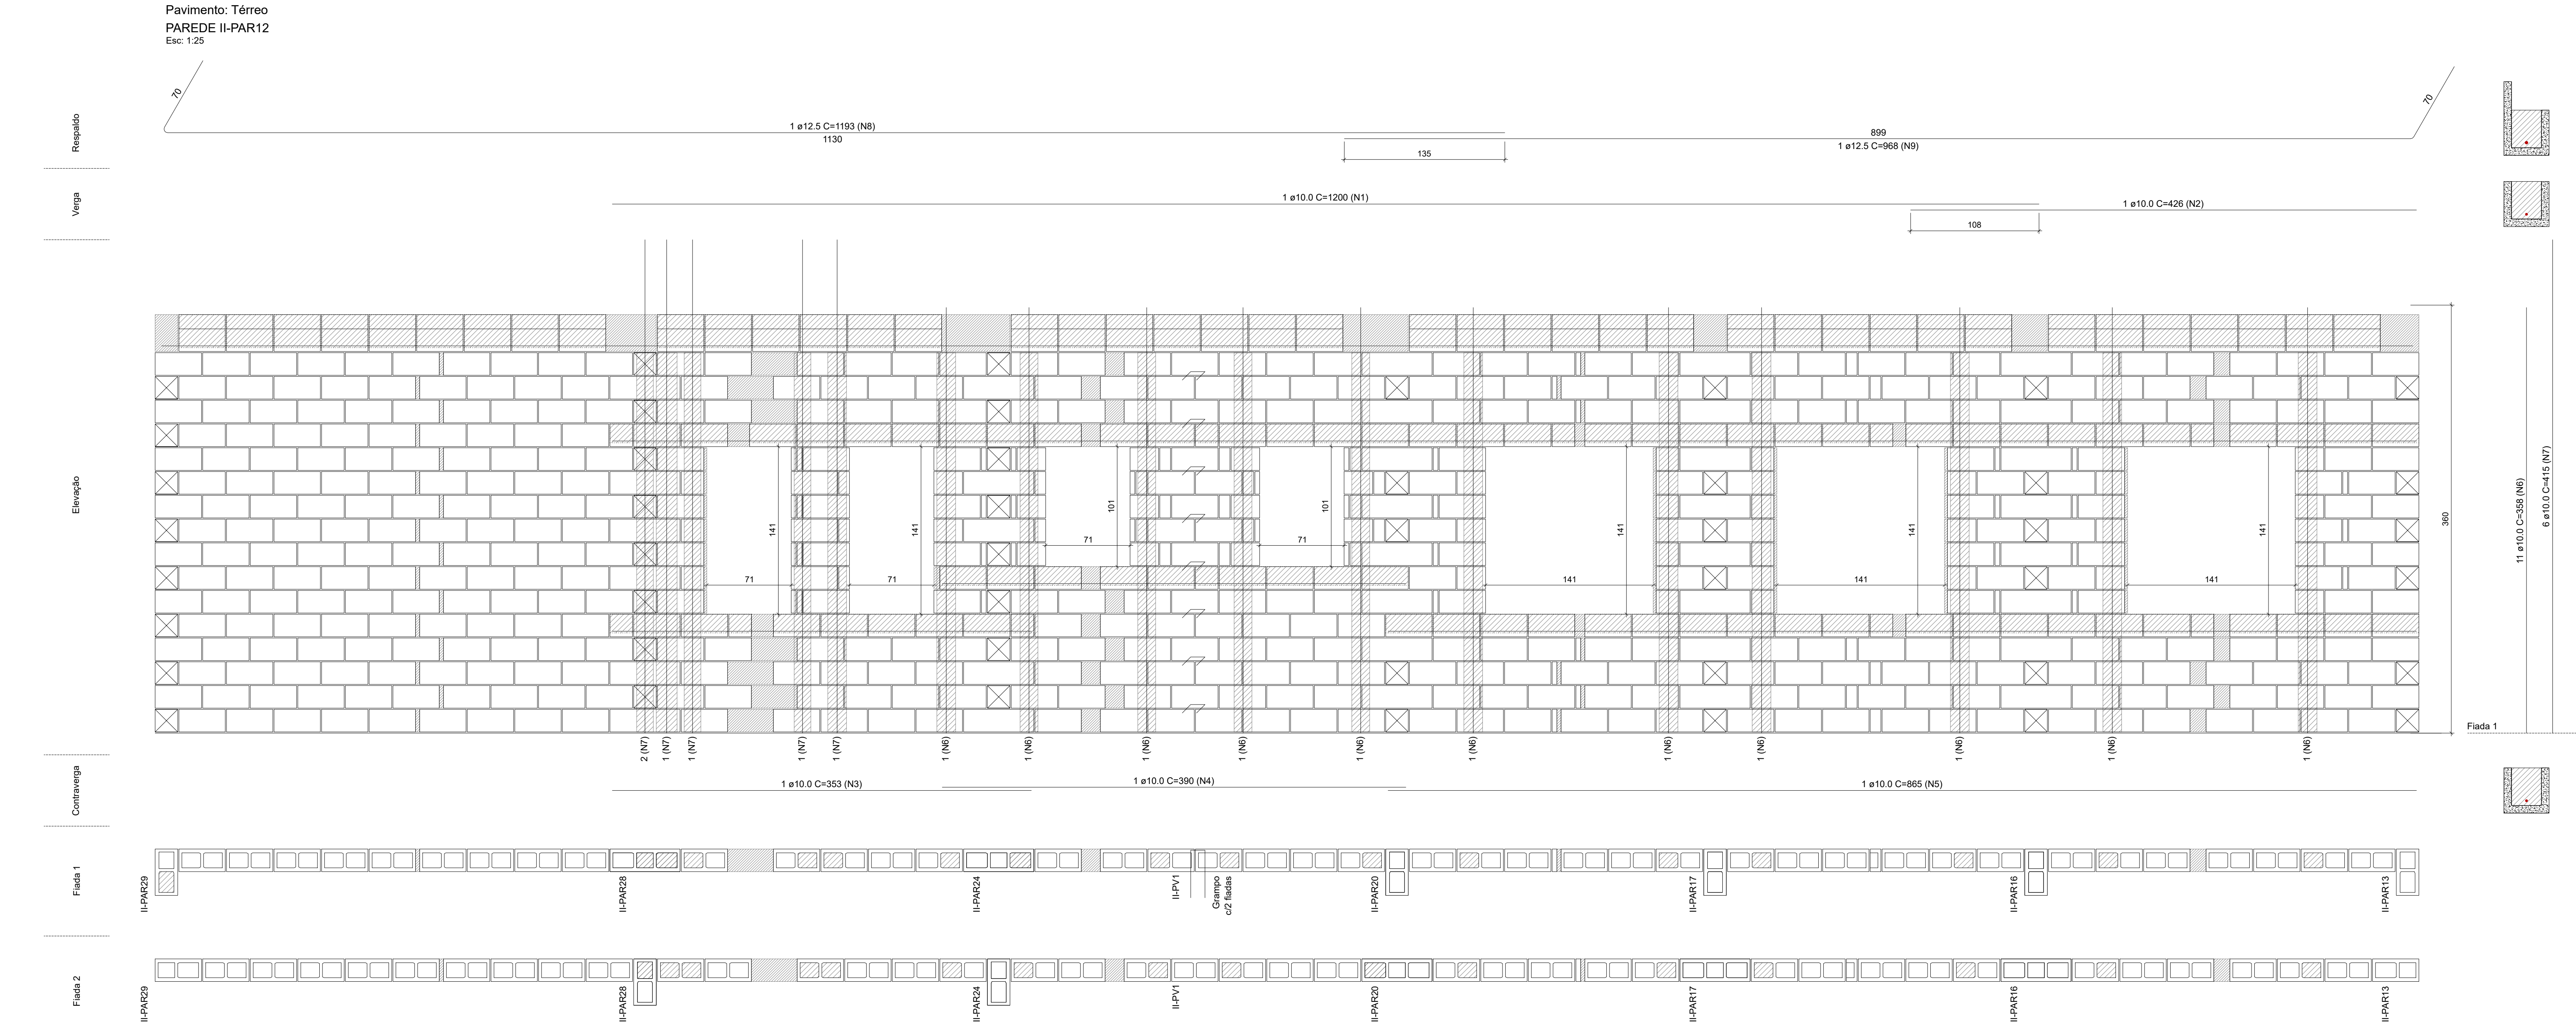 Pavimento: Térreo
PAREDE II-PAR12
Esc: 1:25
70
70
Respaldo
1 ø12.5 C=1193 (N8)
1130
899
1 ø12.5 C=968 (N9)
135
Verga
1 ø10.0 C=1200 (N1)
1 ø10.0 C=426 (N2)
108
Elevação
141
71
141
71
101
71
101
71
141
141
141
141
141
141
360
11 ø10.0 C=358 (N6)
6 ø10.0 C=415 (N7)
Fiada 1
2 (N7)
1 (N7)
1 (N7)
1 (N7)
1 (N7)
1 (N6)
1 (N6)
1 (N6)
1 (N6)
1 (N6)
1 (N6)
1 (N6)
1 (N6)
1 (N6)
1 (N6)
1 (N6)
Contraverga
1 ø10.0 C=353 (N3)
1 ø10.0 C=390 (N4)
1 ø10.0 C=865 (N5)
Fiada 1
II-PAR29
II-PAR28
II-PAR24
II-PV1
Grampo
c/2 fiadas
II-PAR20
II-PAR17
II-PAR16
II-PAR13
Fiada 2
II-PAR29
II-PAR28
II-PAR24
II-PV1
II-PAR20
II-PAR17
II-PAR16
II-PAR13